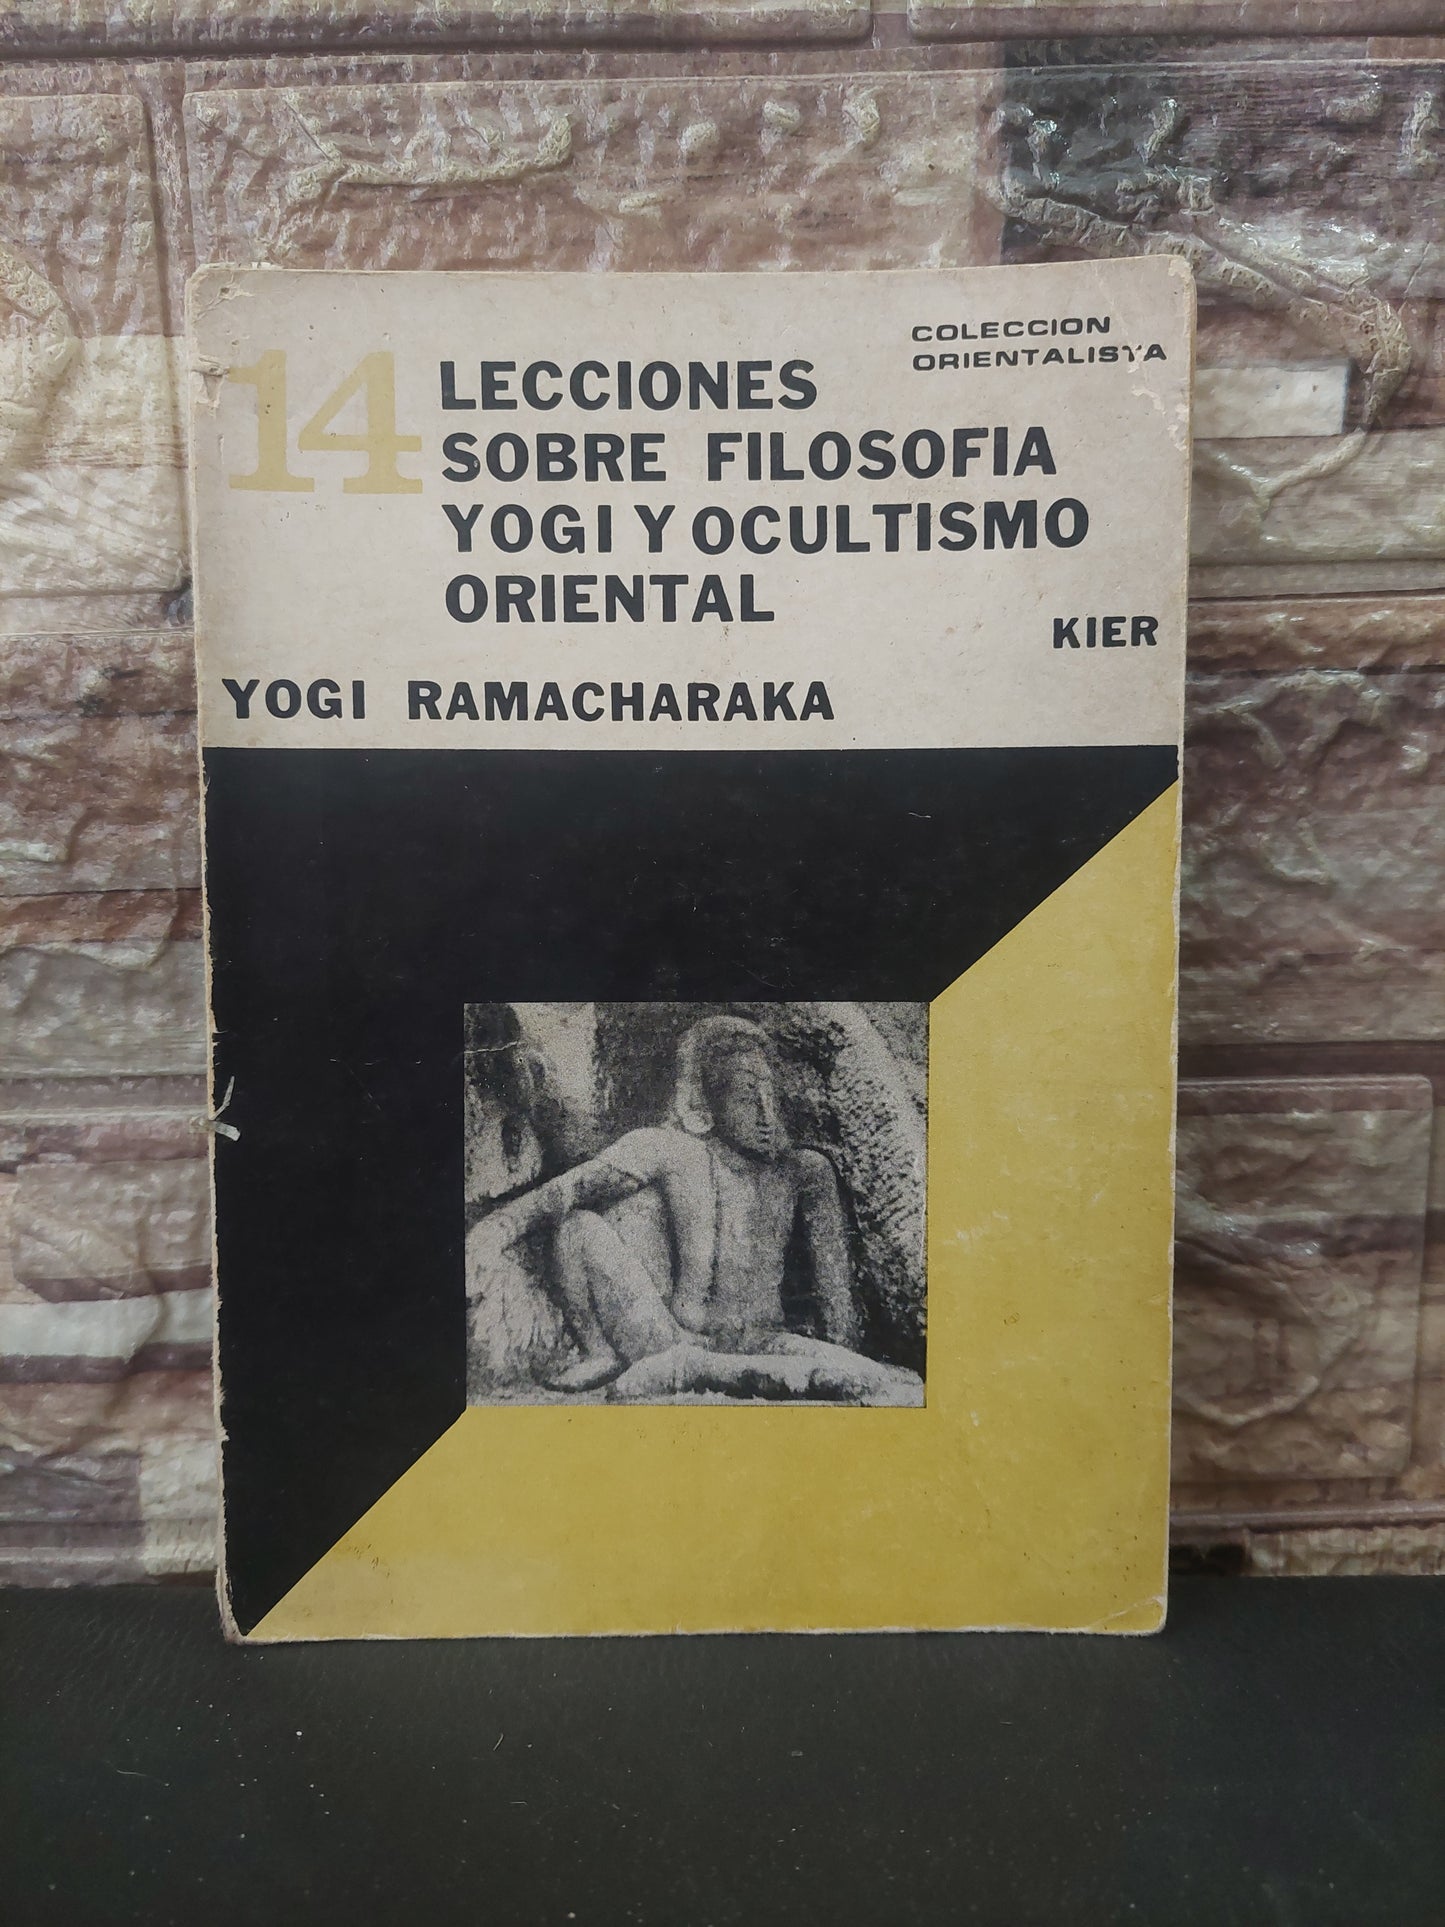 COLECCION
ORIENTALISTA
14 LECCIONES
SOBRE FILOSOFIA
YOGI Y OCULTISMO
ORIENTAL
KIER
YOGI RAMACHARAKA